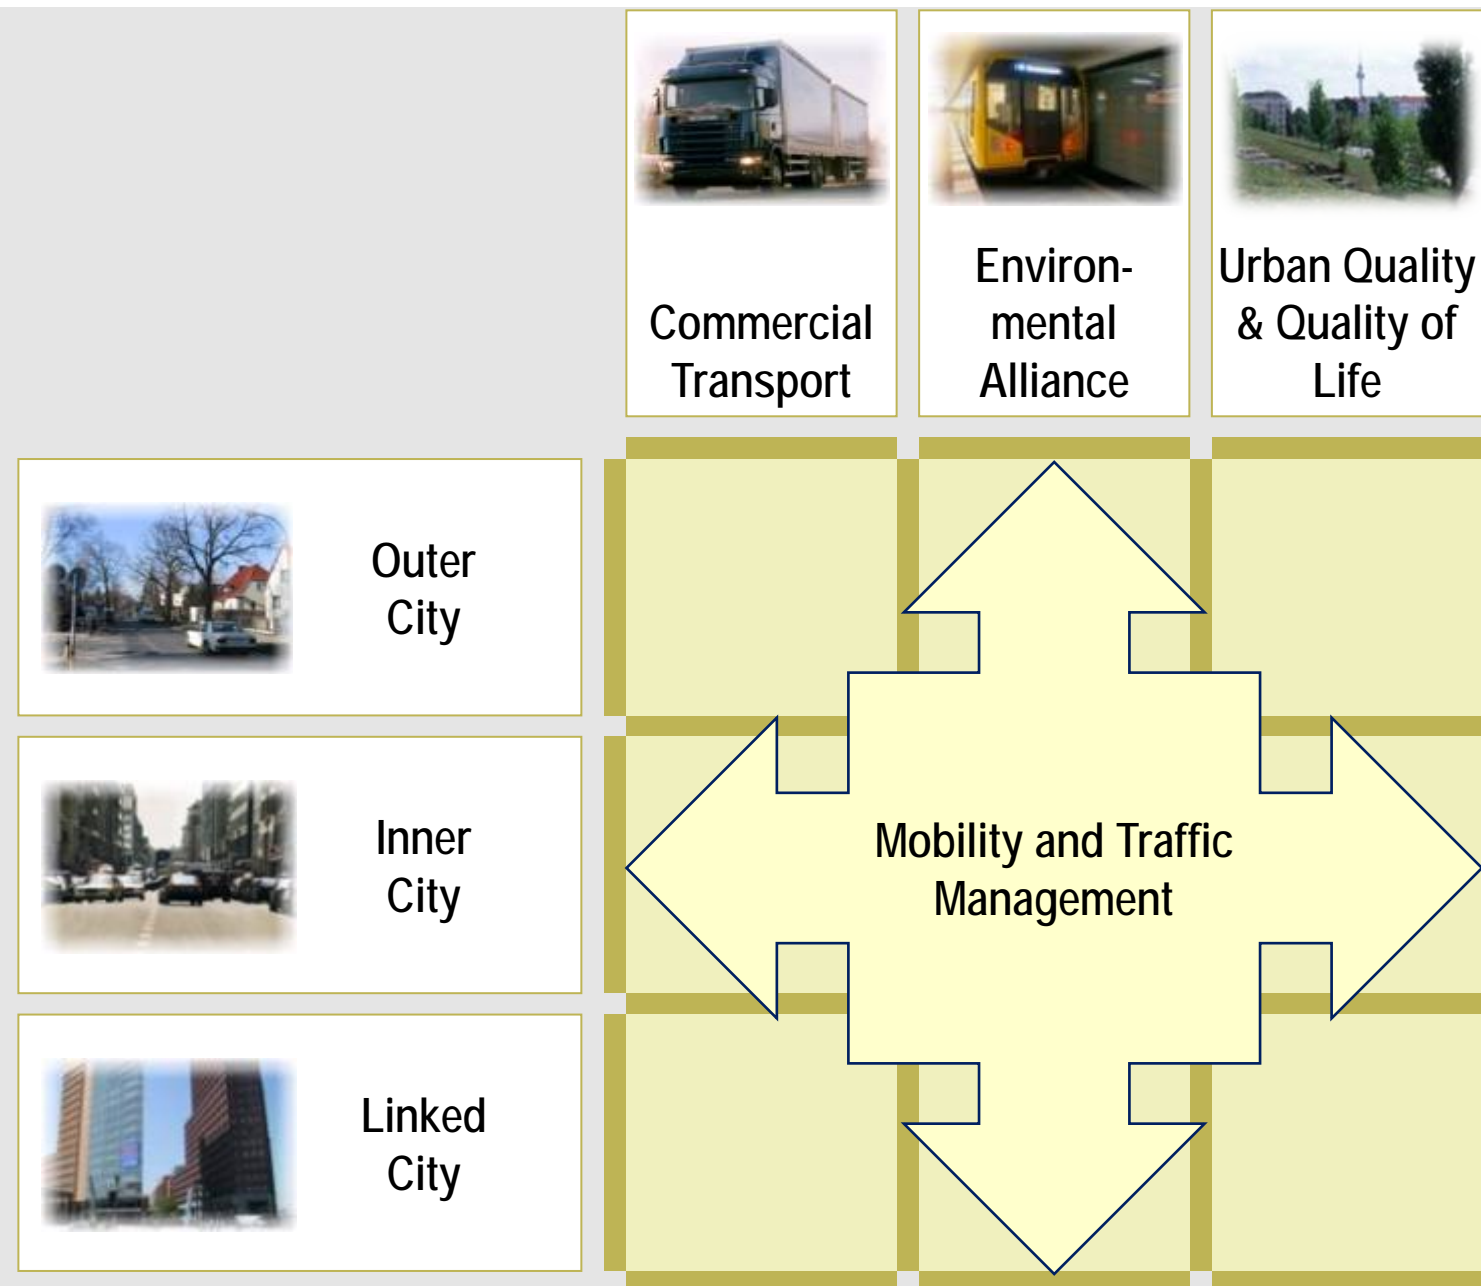 Commercial
Transport
Environ-
mental
Alliance
Urban Quality
& Quality of
Life
Outer
City
Inner
City
Mobility and Traffic
Management
Linked
City